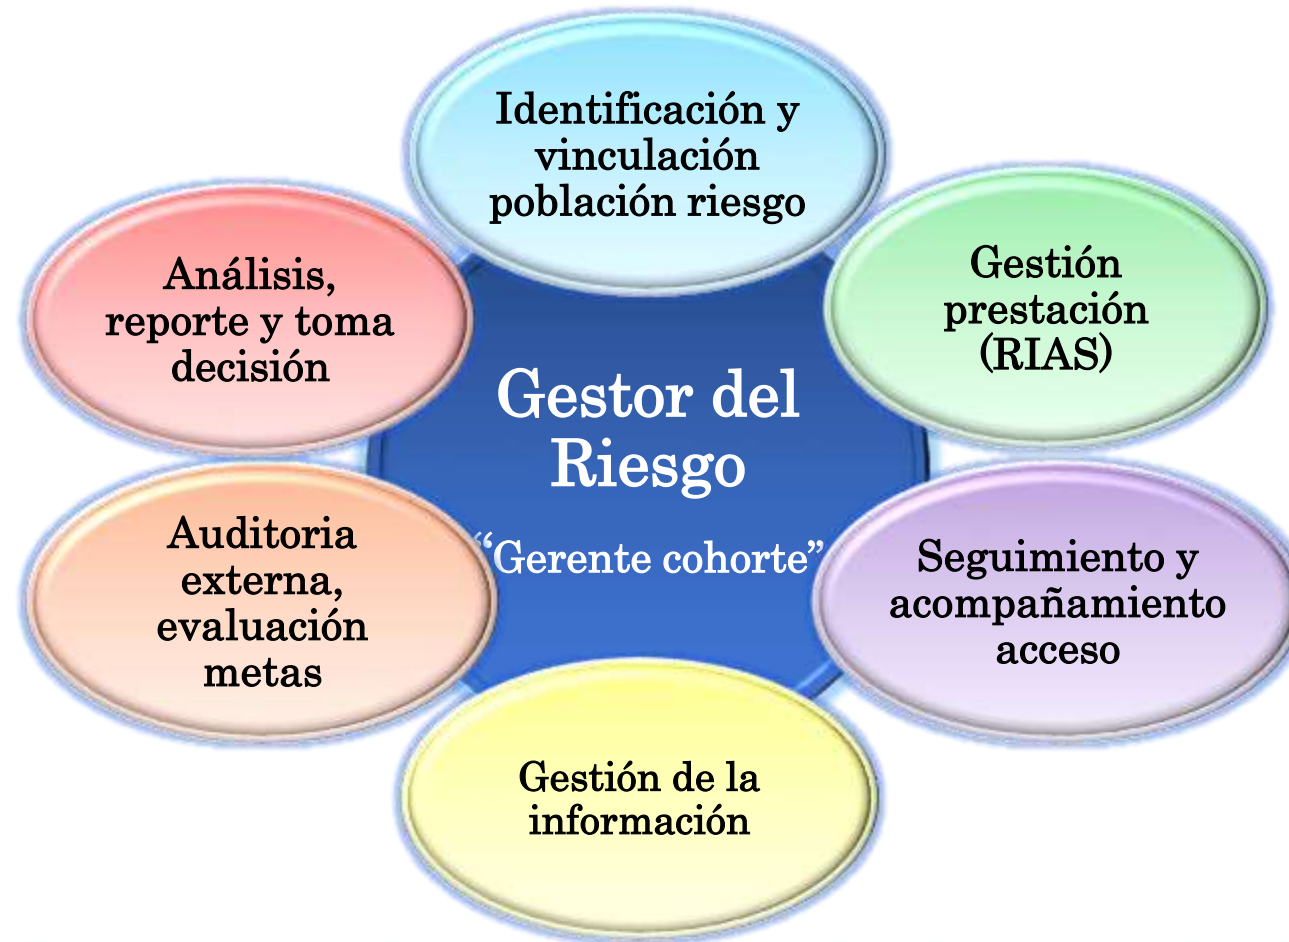 Identificación y
vinculación
población riesgo
Gestión
prestación
(RIAS)
Seguimiento y
acompañamiento
acceso
Gestión de la
información
Auditoria
externa,
evaluación
metas
Análisis,
reporte y toma
decisión
Gestor del
Riesgo
“Gerente cohorte”